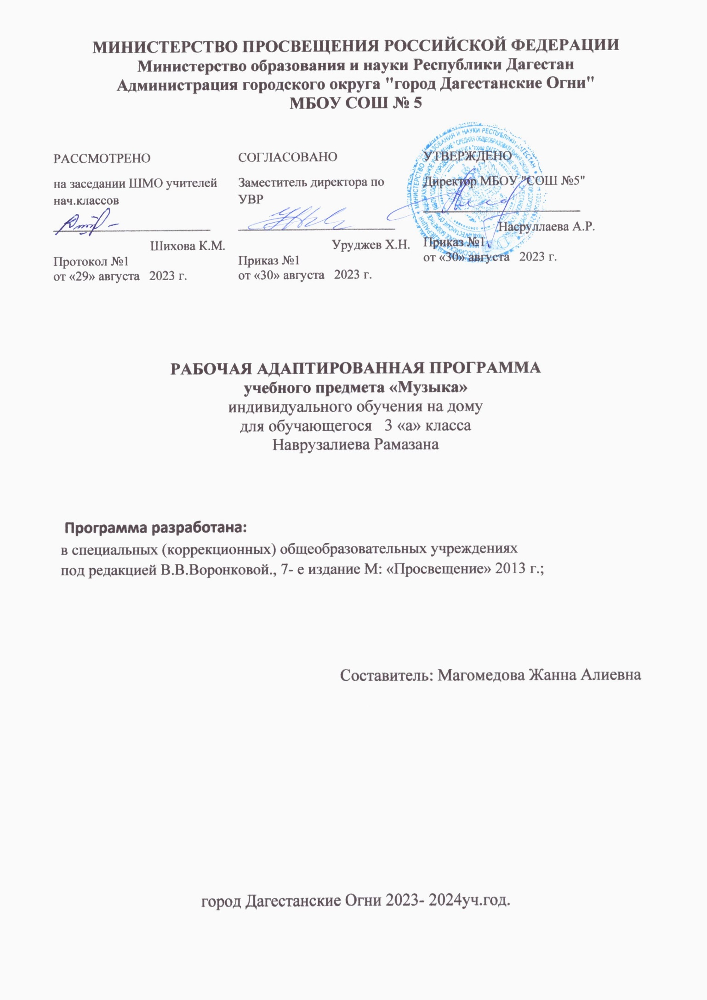 МИНИСТЕРСТВО ПРОСВЕЩЕНИЯ РОССИЙСКОЙ ФЕДЕРАЦИИ
Министерство образования и науки Республики Дагестан
Администрация городского округа "город Дагестанские Огни"
МБОУ СОШ № 5
РАССМОТРЕНО
на заседании ШМО учителей
нач.классов
Шихова К.М.
Протокол №1
от «29» августа 2023 г.
СОГЛАСОВАНО
Заместитель директора по
УВР
Уруджев Х.Н.
Приказ №1
от «30» августа 2023 г.
УТВЕРЖДЕНО
Директор МБОУ "СОШ №5"
Насруллаева А.Р.
Приказ №1
от «30» августа 2023 г.
РАБОЧАЯ АДАПТИРОВАННАЯ ПРОГРАММА
учебного предмета «Музыка»
индивидуального обучения на дому
для обучающегося 3 «а» класса
Наврузалиева Рамазана
Программа разработана:
в специальных (коррекционных) общеобразовательных учреждениях
под редакцией В.В.Воронковой., 7- е издание М: «Просвещение» 2013 г.;
Составитель: Магомедова Жанна Алиевна
город Дагестанские Огни 2023- 2024уч.год.